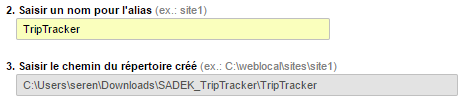 2. Saisir un nom pour l'alias (ex.: site1)
TripTracker
3. Saisir le chemin du répertoire créé (ex.: C:\weblocal\sites\site1)
C:\Users\seren\Downloads\SADEK_TripTracker\TripTracker